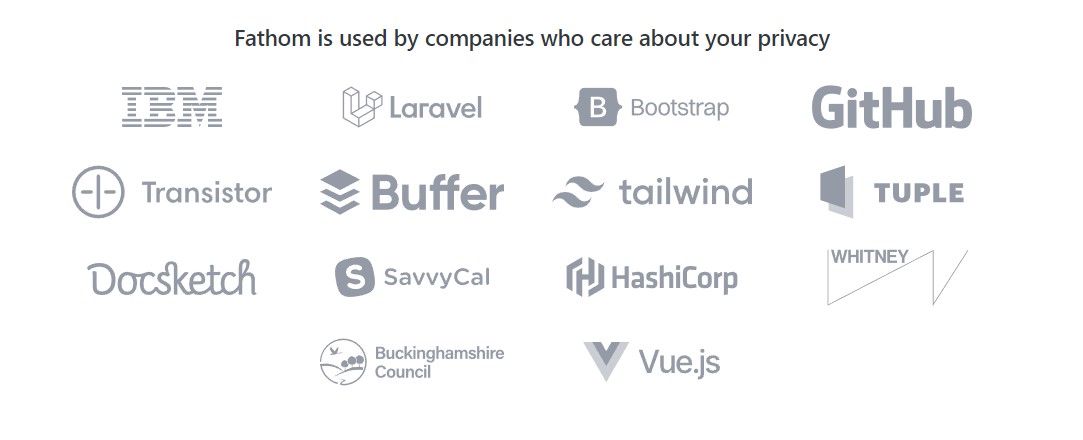 Fathom is used by companies who care about your privacy
IBM
Laravel
B Bootstrap
GitHub
Transistor
Buffer
tailwind
TUPLE
Docsketch
S SavvyCal
HashiCorp
WHITNEY
Buckinghamshire
Council
Vue.js